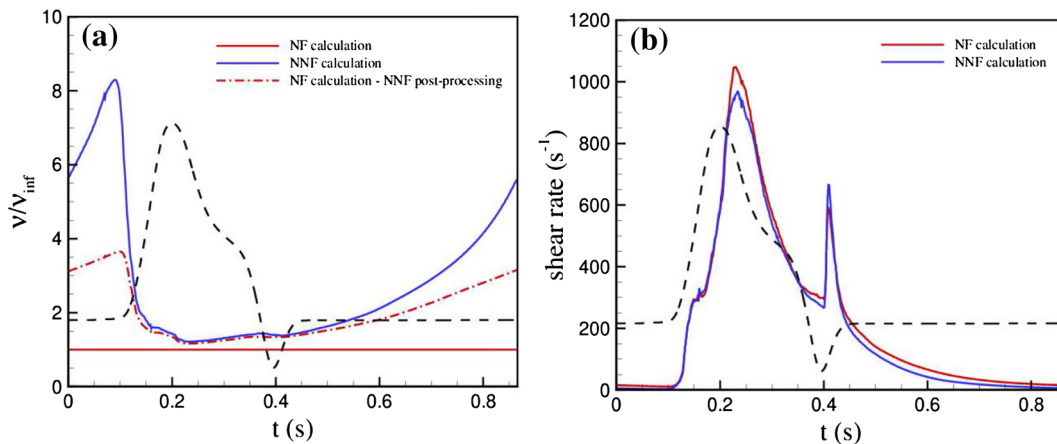 (a)
NF calculation
NNF calculation
NF calculation - NNF post-processing
ν/ν_inf
10
8
6
4
2
0
0
0.2
0.4
0.6
0.8
t (s)
(b)
NF calculation
NNF calculation
shear rate (s⁻¹)
1200
1000
800
600
400
200
0
0
0.2
0.4
0.6
0.8
t (s)